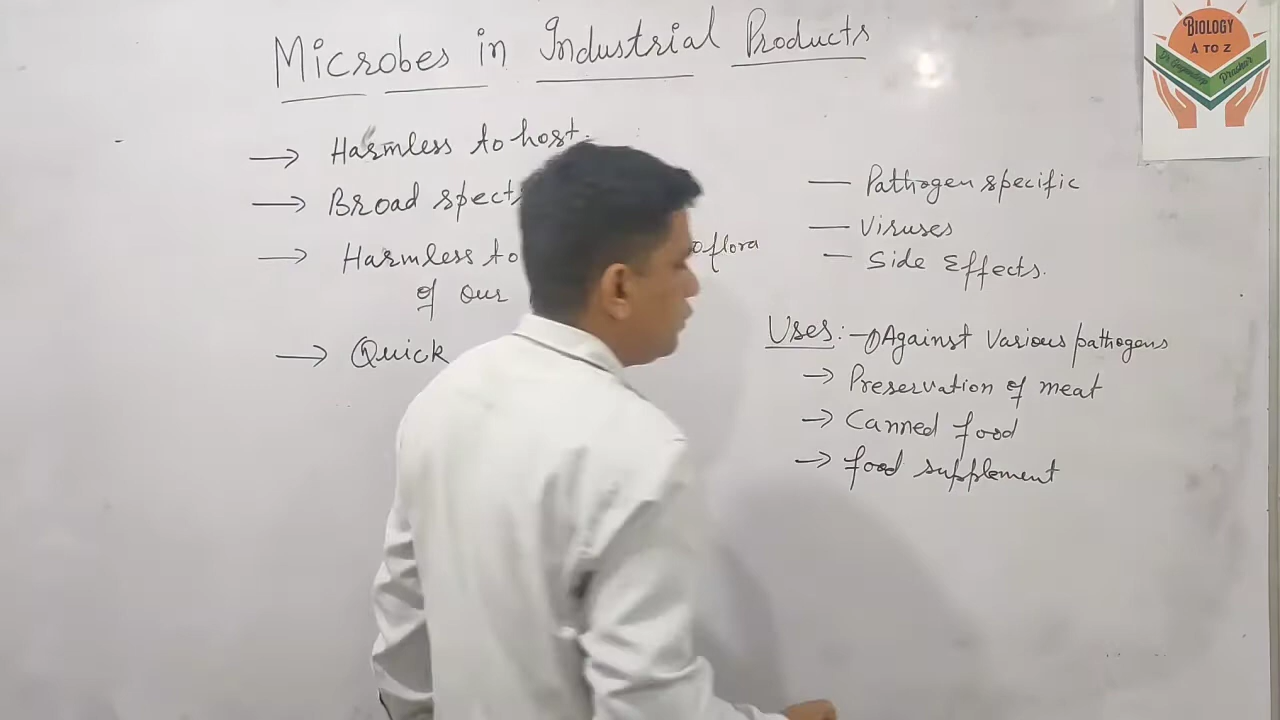 Microbes in Industrial Products
→ Harmless to host.
→ Broad
→ Harmless to
of our
→ Quick
— Pathogen specific
— Viruses
— Side Effects.
Uses :- → Against Various pathogens
→ Preservation of meat
→ Canned food
→ food supplement
BIOLOGY
A TO Z
Prashar